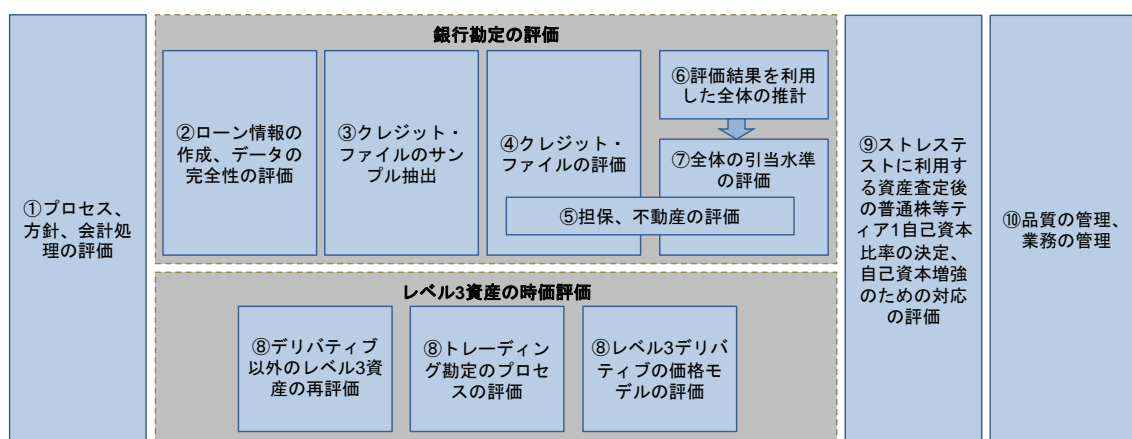 ①プロセス、
方針、会計処
理の評価
銀行勘定の評価
②ローン情報の
作成、データの
完全性の評価
③クレジット・
ファイルのサン
プル抽出
④クレジット・
ファイルの評価
⑥評価結果を利用
した全体の推計
⑦全体の引当水準
の評価
⑤担保、不動産の評価
レベル3資産の時価評価
⑧デリバティブ
以外のレベル3資
産の再評価
⑧トレーディン
グ勘定のプロセ
スの評価
⑧レベル3デリバ
ティブの価格モ
デルの評価
⑨ストレステ
ストに利用す
る資産査定後
の普通株等テ
ィア1自己資本
比率の決定、
自己資本増強
のための対応
の評価
⑩品質の管理、
業務の管理